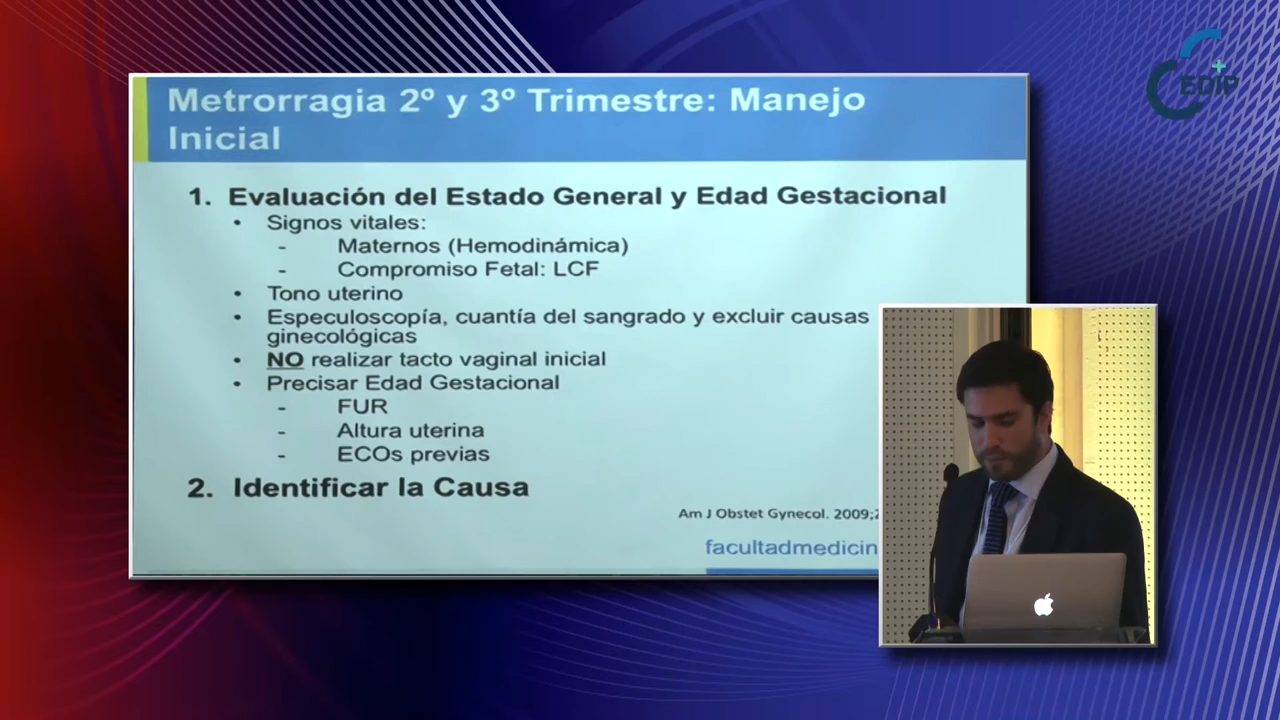 Metrorragia 2º y 3º Trimestre: Manejo
Inicial
1. Evaluación del Estado General y Edad Gestacional
• Signos vitales:
- Maternos (Hemodinámica)
- Compromiso Fetal: LCF
• Tono uterino
• Especuloscopía, cuantía del sangrado y excluir causas
ginecológicas
• NO realizar tacto vaginal inicial
• Precisar Edad Gestacional
- FUR
- Altura uterina
- ECOs previas
2. Identificar la Causa
Am J Obstet Gynecol. 2009;
facultadmedicin
CEDIP